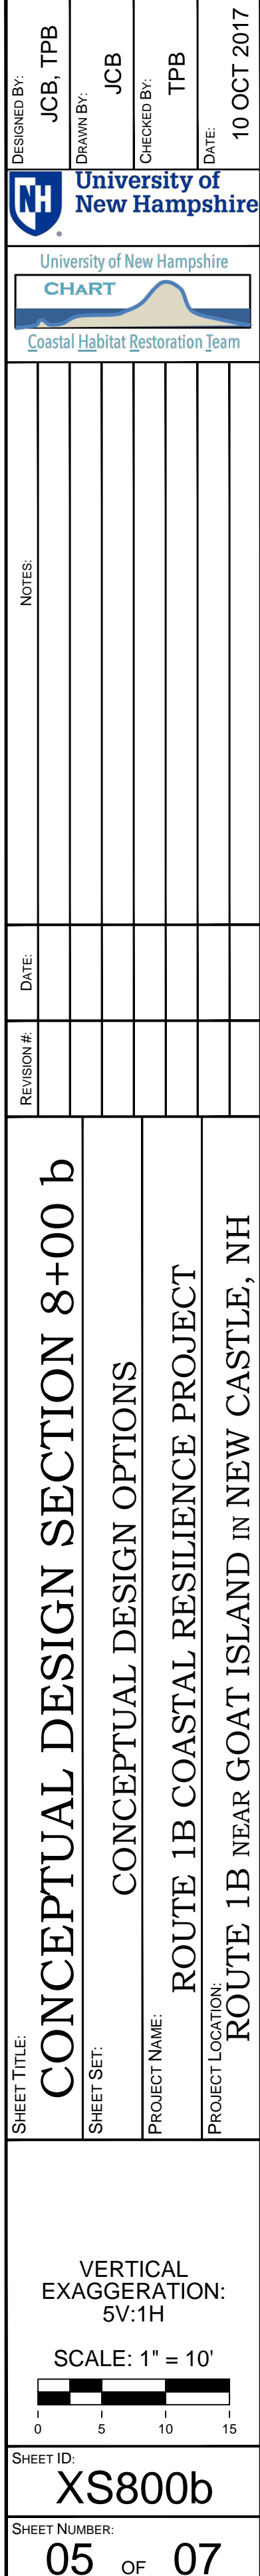 DESIGNED BY:
JCB, TPB
DRAWN BY:
JCB
CHECKED BY:
TPB
DATE:
10 OCT 2017
NH
University of
New Hampshire
®
University of New Hampshire
CHART
Coastal Habitat Restoration Team
NOTES:
DATE:
REVISION #:
SHEET TITLE:
CONCEPTUAL DESIGN SECTION 8+00 b
SHEET SET:
CONCEPTUAL DESIGN OPTIONS
PROJECT NAME:
ROUTE 1B COASTAL RESILIENCE PROJECT
PROJECT LOCATION:
ROUTE 1B NEAR GOAT ISLAND IN NEW CASTLE, NH
VERTICAL
EXAGGERATION:
5V:1H
SCALE: 1" = 10'
0 5 10 15
SHEET ID:
XS800b
SHEET NUMBER:
05 OF 07